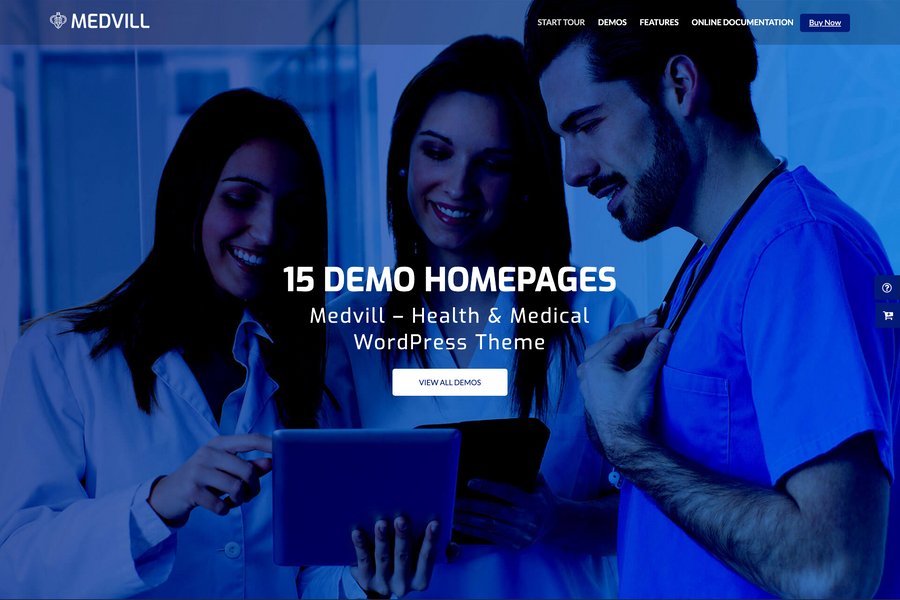 MEDVILL
START TOUR DEMOS FEATURES ONLINE DOCUMENTATION Buy Now
15 DEMO HOMEPAGES
Medvill – Health & Medical
WordPress Theme
VIEW ALL DEMOS